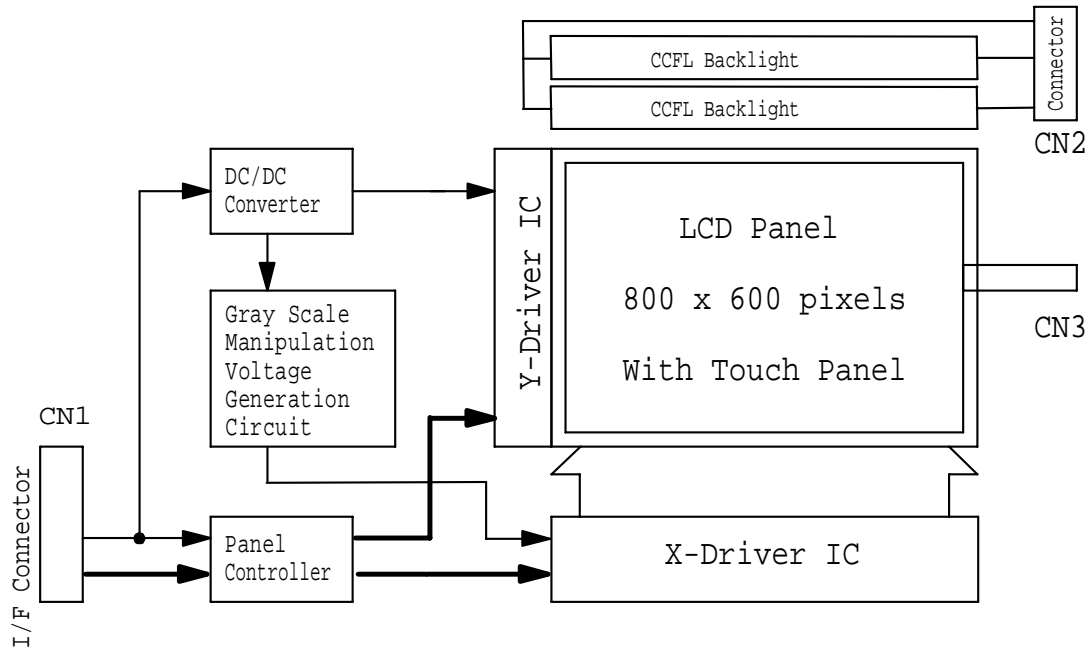 CCFL Backlight
CCFL Backlight
Connector
CN2
DC/DC
Converter
Y-Driver IC
LCD Panel
800 x 600 pixels
With Touch Panel
CN3
Gray Scale
Manipulation
Voltage
Generation
Circuit
CN1
I/F Connector
Panel
Controller
X-Driver IC